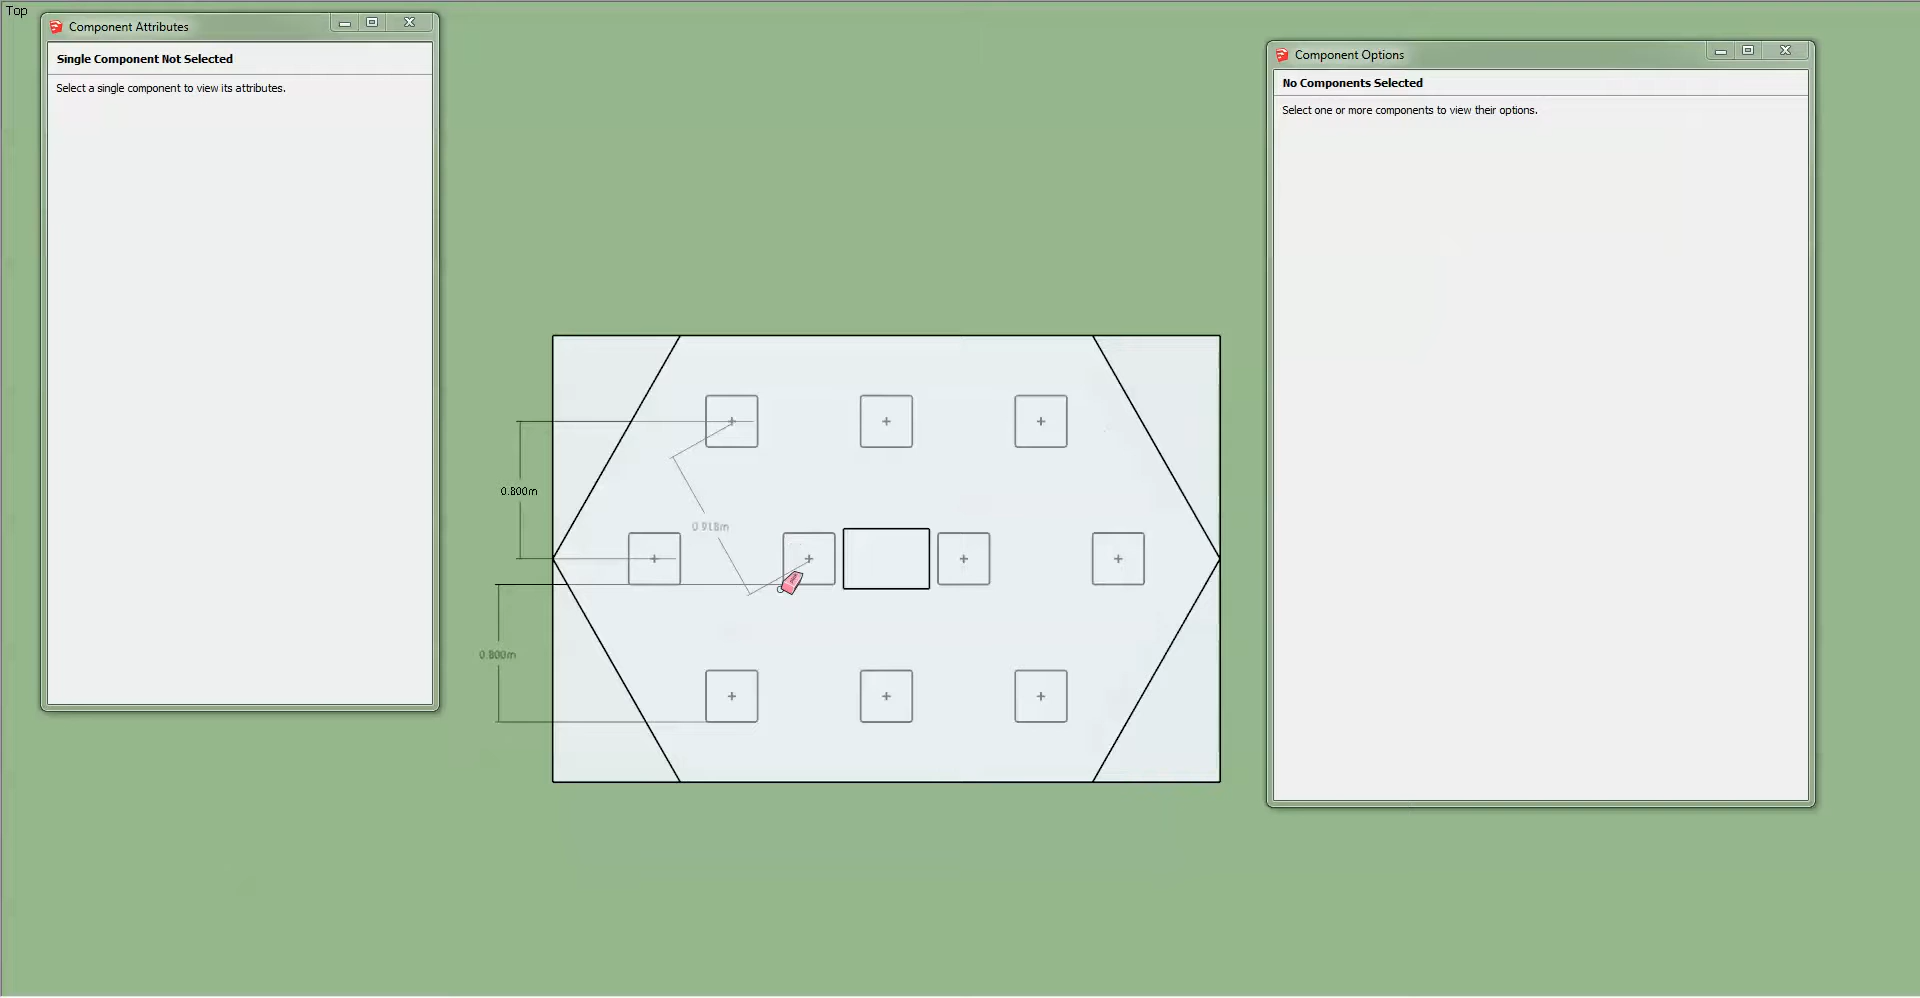 Top
Component Attributes
Single Component Not Selected
Select a single component to view its attributes.
Component Options
No Components Selected
Select one or more components to view their options.
0.800m
0.918m
0.800m